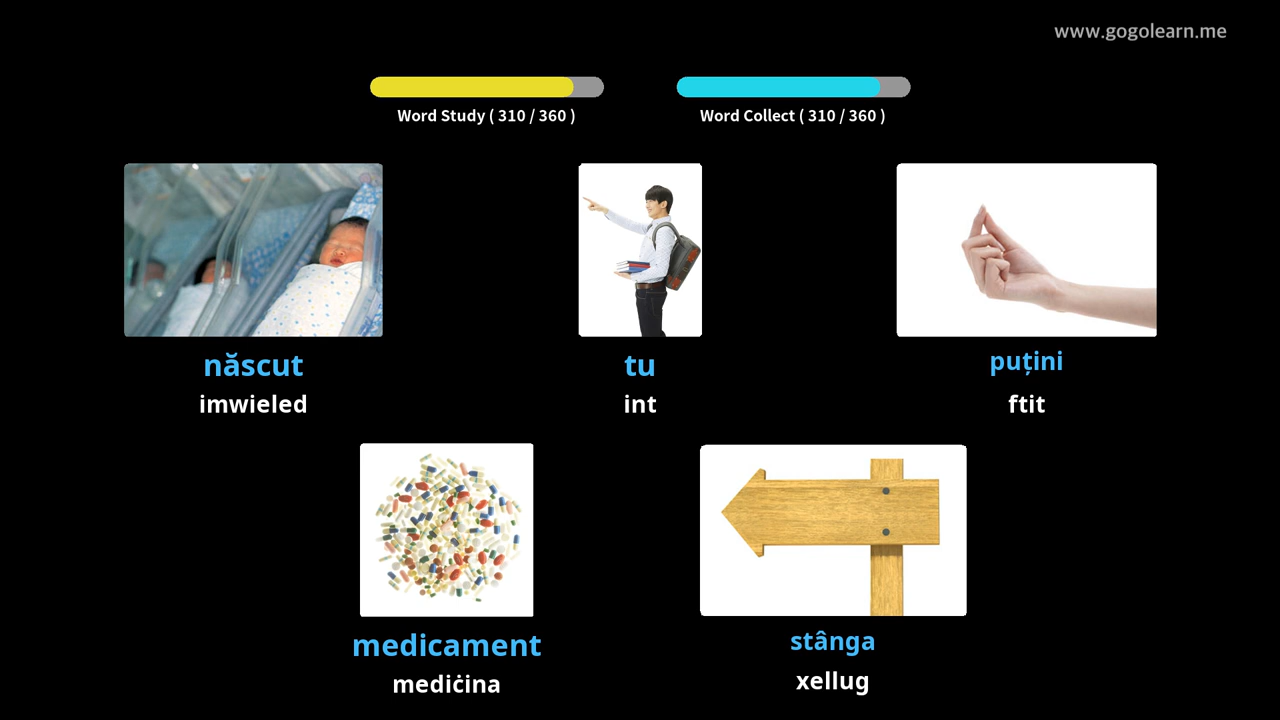 www.gogolearn.me
Word Study ( 310 / 360 )
Word Collect ( 310 / 360 )
născut
imwieled
tu
int
puțini
ftit
medicament
mediċina
stânga
xellug